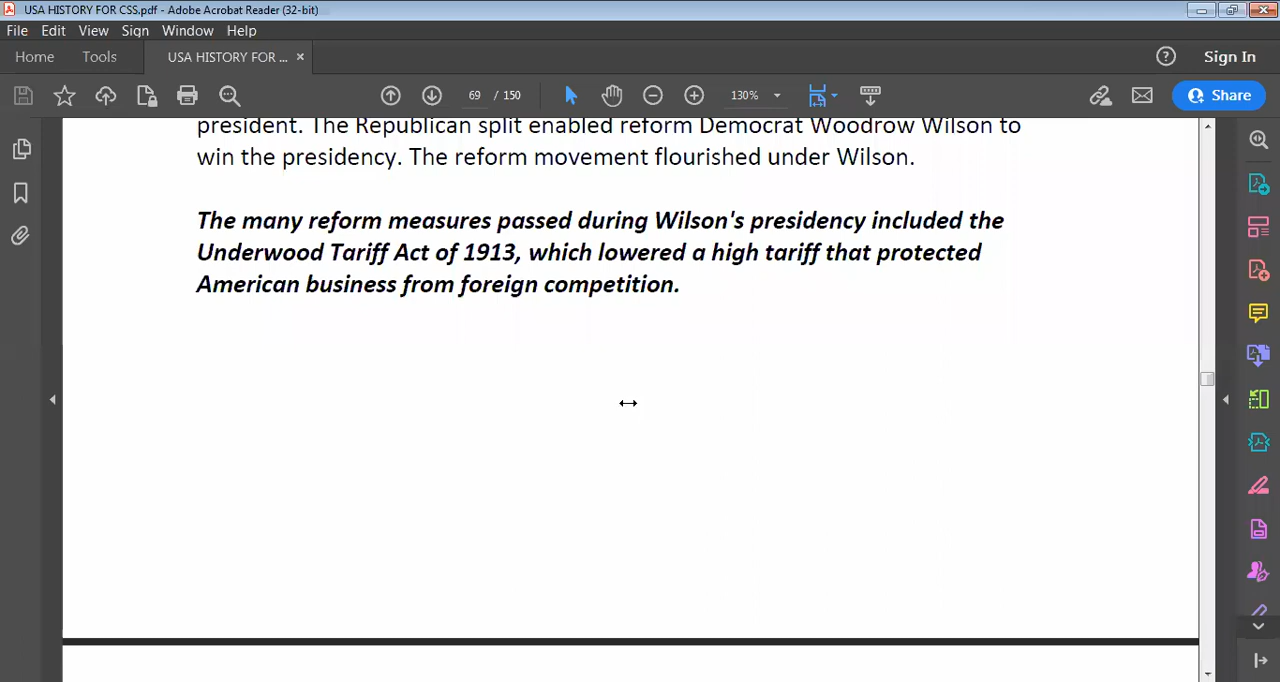 USA HISTORY FOR CSS.pdf - Adobe Acrobat Reader (32-bit)
File Edit View Sign Window Help
Home Tools USA HISTORY FOR ... × Sign In
69 / 150 130% Share
president. The Republican split enabled reform Democrat Woodrow Wilson to
win the presidency. The reform movement flourished under Wilson.
The many reform measures passed during Wilson's presidency included the
Underwood Tariff Act of 1913, which lowered a high tariff that protected
American business from foreign competition.